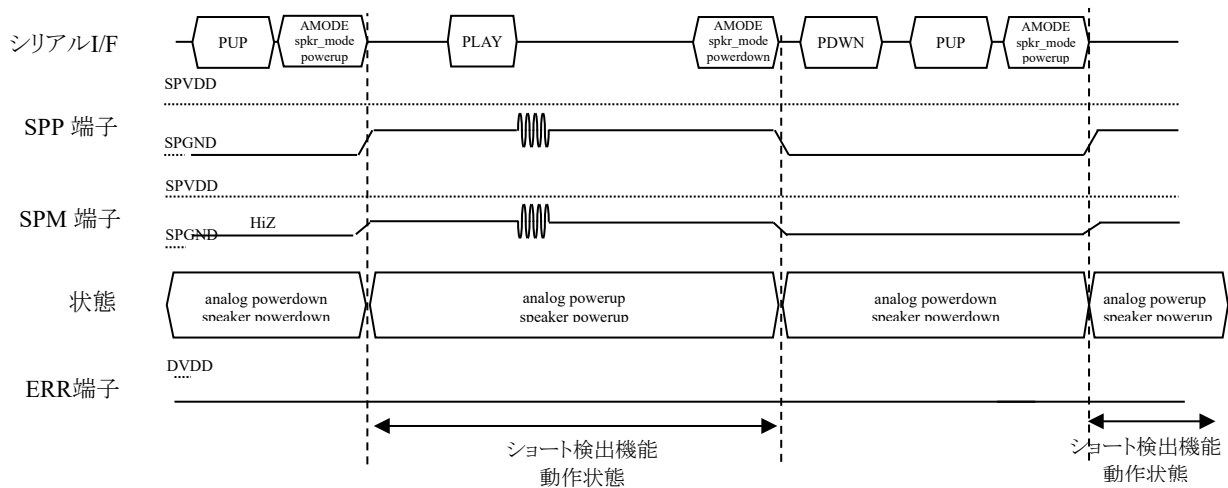 シリアルI/F
PUP
AMODE
spkr_mode
powerup
PLAY
AMODE
spkr_mode
powerdown
PDWN
PUP
AMODE
spkr_mode
powerup
SPVDD
SPP 端子
SPGND
SPVDD
SPM 端子
SPGND
HiZ
状態
analog powerdown
speaker powerdown
analog powerup
speaker powerup
analog powerdown
speaker powerdown
analog powerup
speaker powerup
DVDD
ERR端子
ショート検出機能
動作状態
ショート検出機能
動作状態